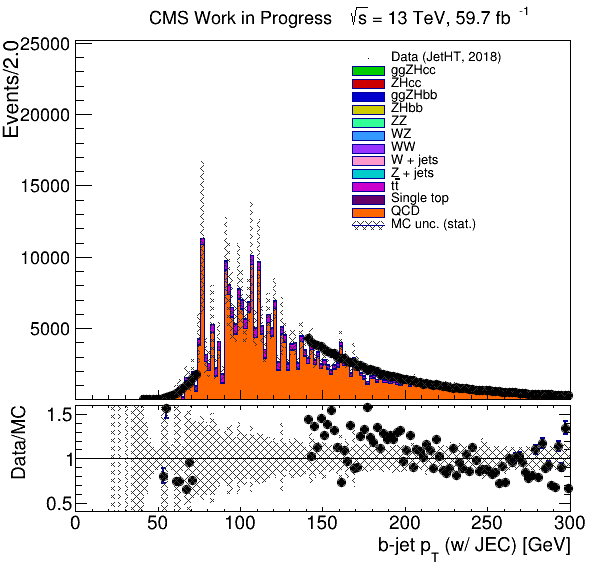 CMS Work in Progress √s = 13 TeV, 59.7 fb⁻¹
Events/2.0
25000
20000
15000
10000
5000
Data (JetHT, 2018)
ggZHcc
ZHcc
ggZHbb
ZHbb
ZZ
WZ
WW
W + jets
Z + jets
tt̅
Single top
QCD
MC unc. (stat.)
Data/MC
1.5
1
0.5
0 50 100 150 200 250 300
b-jet p_T (w/ JEC) [GeV]